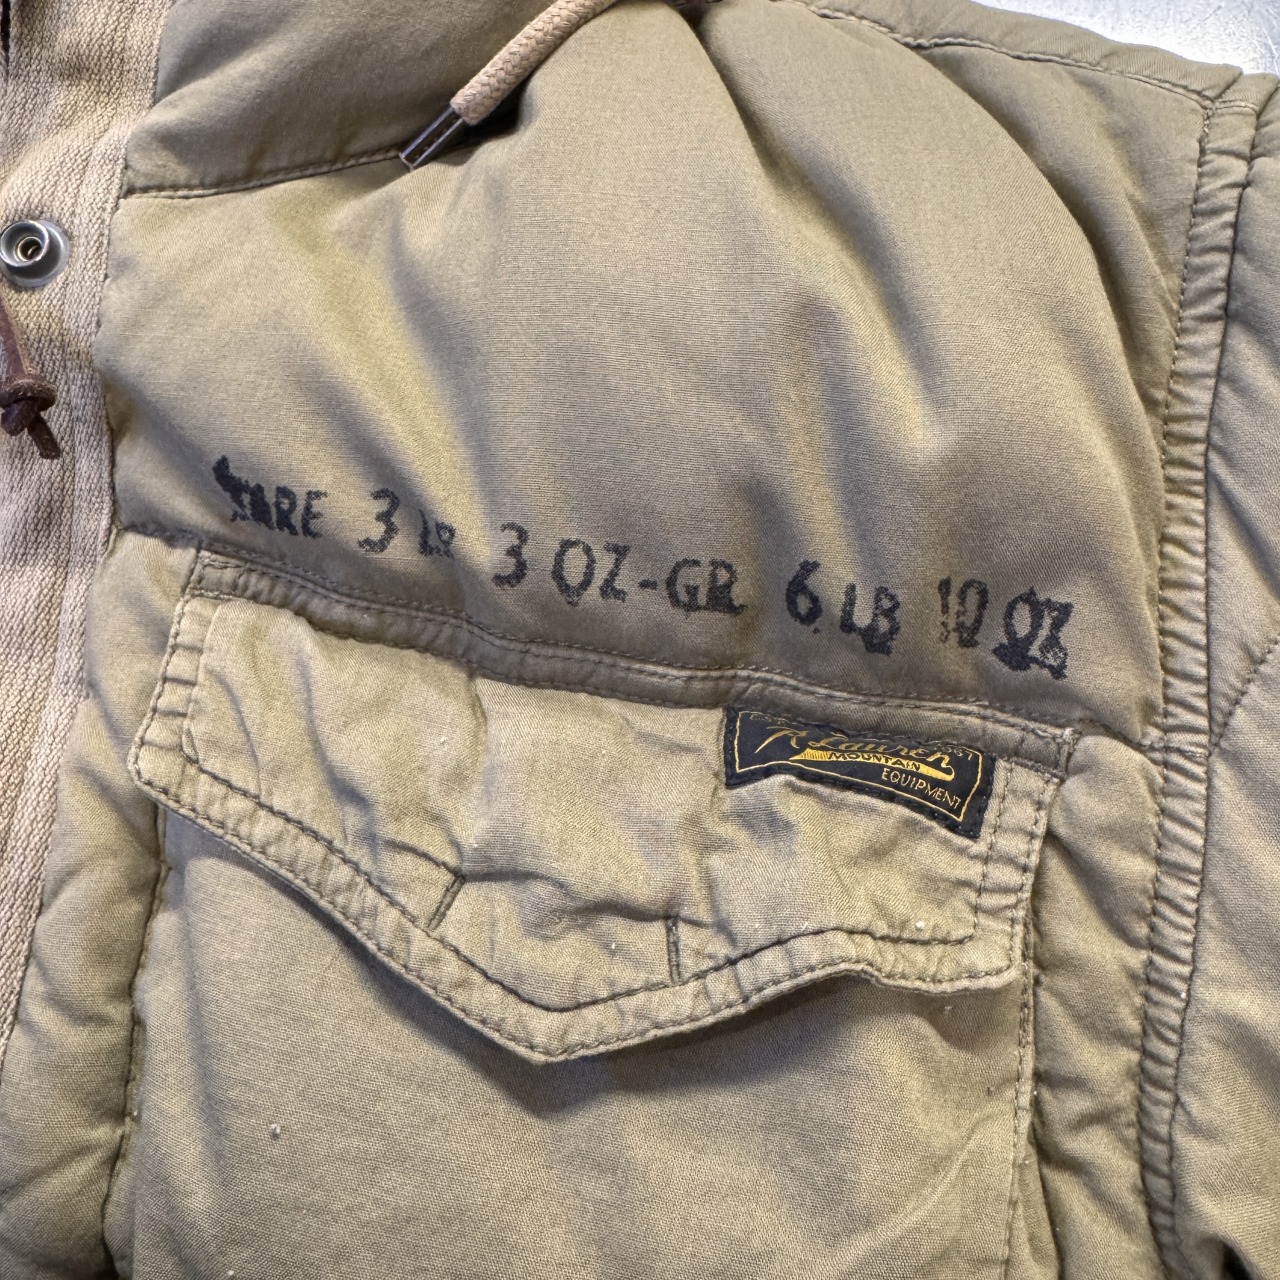 TARE 3 LB 3 OZ-GR 6 LB 10 OZ
R. Lauren
MOUNTAIN
EQUIPMENT